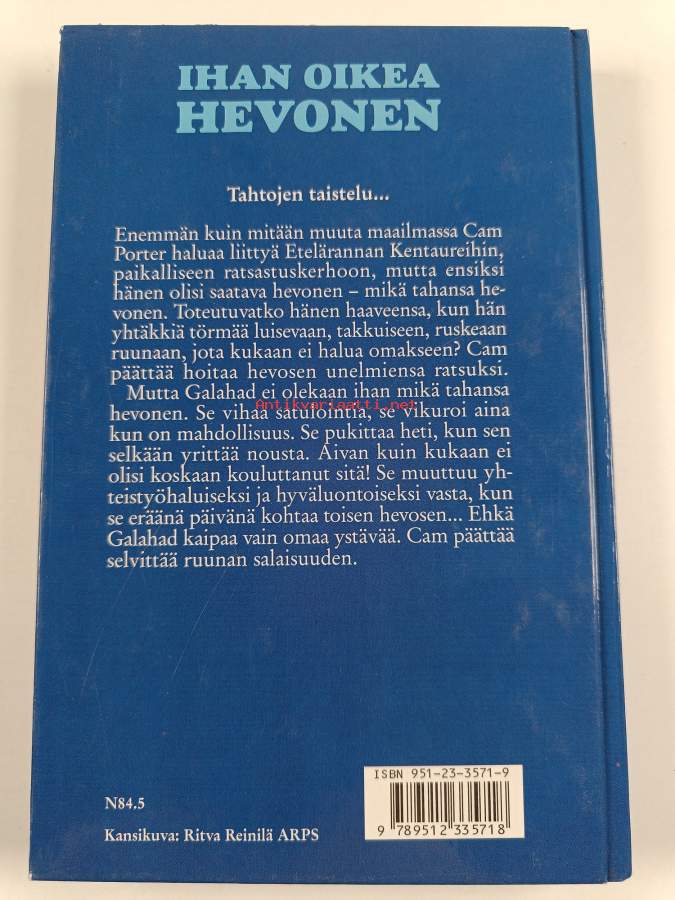 IHAN OIKEA
HEVONEN
Tahtojen taistelu...
Enemmän kuin mitään muuta maailmassa Cam
Porter haluaa liittyä Etelärannan Kentaureihin,
paikalliseen ratsastuskerhoon, mutta ensiksi
hänen olisi saatava hevonen – mikä tahansa he-
vonen. Toteutuvatko hänen haaveensa, kun hän
yhtäkkiä törmää luisevaan, takkuiseen, ruskeaan
ruunaan, jota kukaan ei halua omakseen? Cam
päättää hoitaa hevosen unelmiensa ratsuksi.
Mutta Galahad ei olekaan ihan mikä tahansa
hevonen. Se vihaa satulointia, se vikuroi aina
Antikvariaatti.net
kun on mahdollisuus. Se pukittaa heti, kun sen
selkään yrittää nousta. Aivan kuin kukaan ei
olisi koskaan kouluttanut sitä! Se muuttuu yh-
teistyöhaluiseksi ja hyväluontoiseksi vasta, kun
se eräänä päivänä kohtaa toisen hevosen... Ehkä
Galahad kaipaa vain omaa ystävää. Cam päättää
selvittää ruunan salaisuuden.
ISBN 951-23-3571-9
9 789512 335718
N84.5
Kansikuva: Ritva Reinilä ARPS